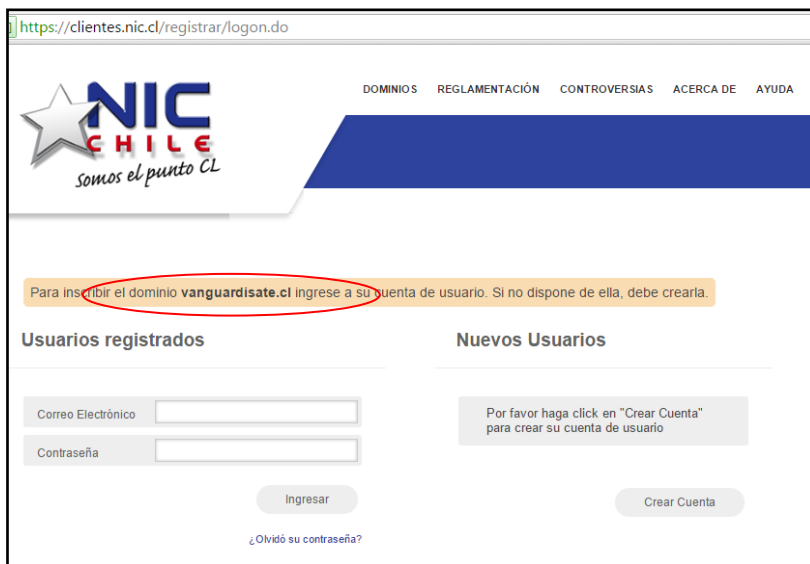 https://clientes.nic.cl/registrar/logon.do
NIC
CHILE
Somos el punto CL
DOMINIOS REGLAMENTACIÓN CONTROVERSIAS ACERCA DE AYUDA
Para inscribir el dominio vanguardisate.cl ingrese a su cuenta de usuario. Si no dispone de ella, debe crearla.
Usuarios registrados
Correo Electrónico
Contraseña
Ingresar
¿Olvidó su contraseña?
Nuevos Usuarios
Por favor haga click en "Crear Cuenta"
para crear su cuenta de usuario
Crear Cuenta